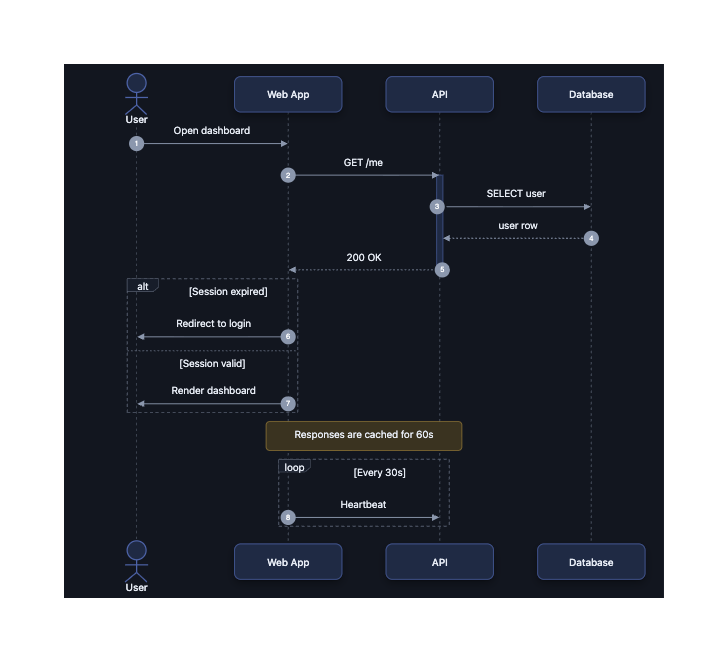 User
Web App
API
Database
Open dashboard
1
GET /me
2
SELECT user
3
user row
4
200 OK
5
alt
[Session expired]
Redirect to login
6
[Session valid]
Render dashboard
7
Responses are cached for 60s
loop
[Every 30s]
Heartbeat
8
User
Web App
API
Database